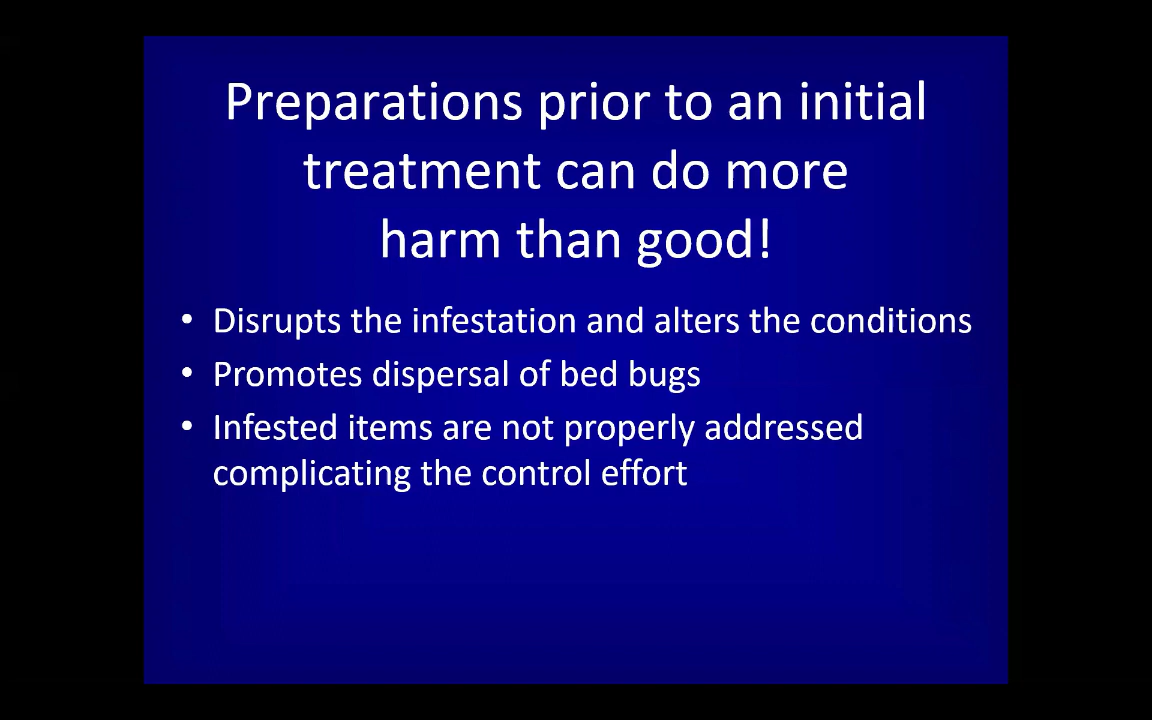 Preparations prior to an initial
treatment can do more
harm than good!
• Disrupts the infestation and alters the conditions
• Promotes dispersal of bed bugs
• Infested items are not properly addressed
complicating the control effort